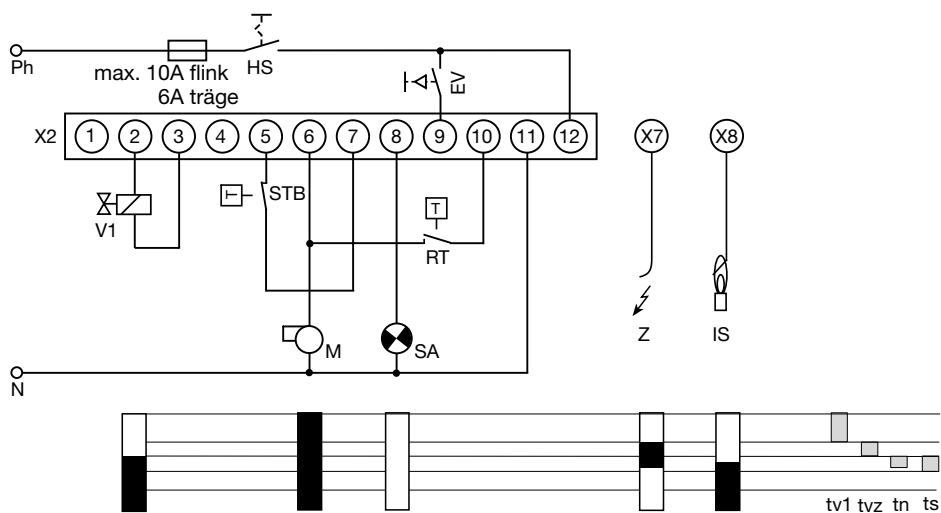 Ph
HS
max. 10A flink
6A träge
EV
X2 1 2 3 4 5 6 7 8 9 10 11 12 X7 X8
T STB
V1
T
RT
M
SA
Z
IS
N
tv1 tvz tn ts